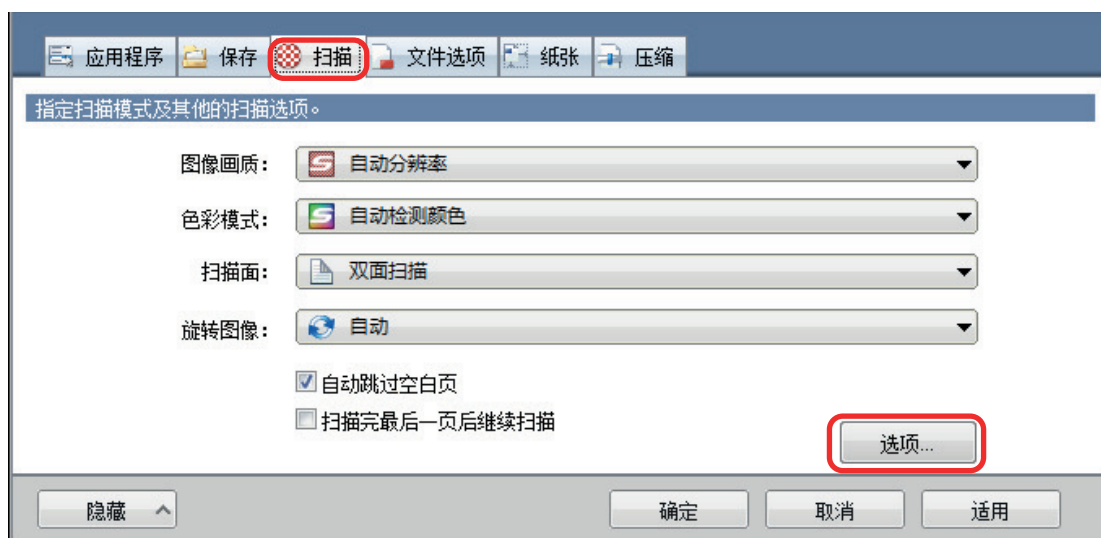 应用程序 保存 扫描 文件选项 纸张 压缩
指定扫描模式及其他的扫描选项。
图像画质: 自动分辨率
色彩模式: 自动检测颜色
扫描面: 双面扫描
旋转图像: 自动
自动跳过空白页
扫描完最后一页后继续扫描
选项...
隐藏 确定 取消 适用